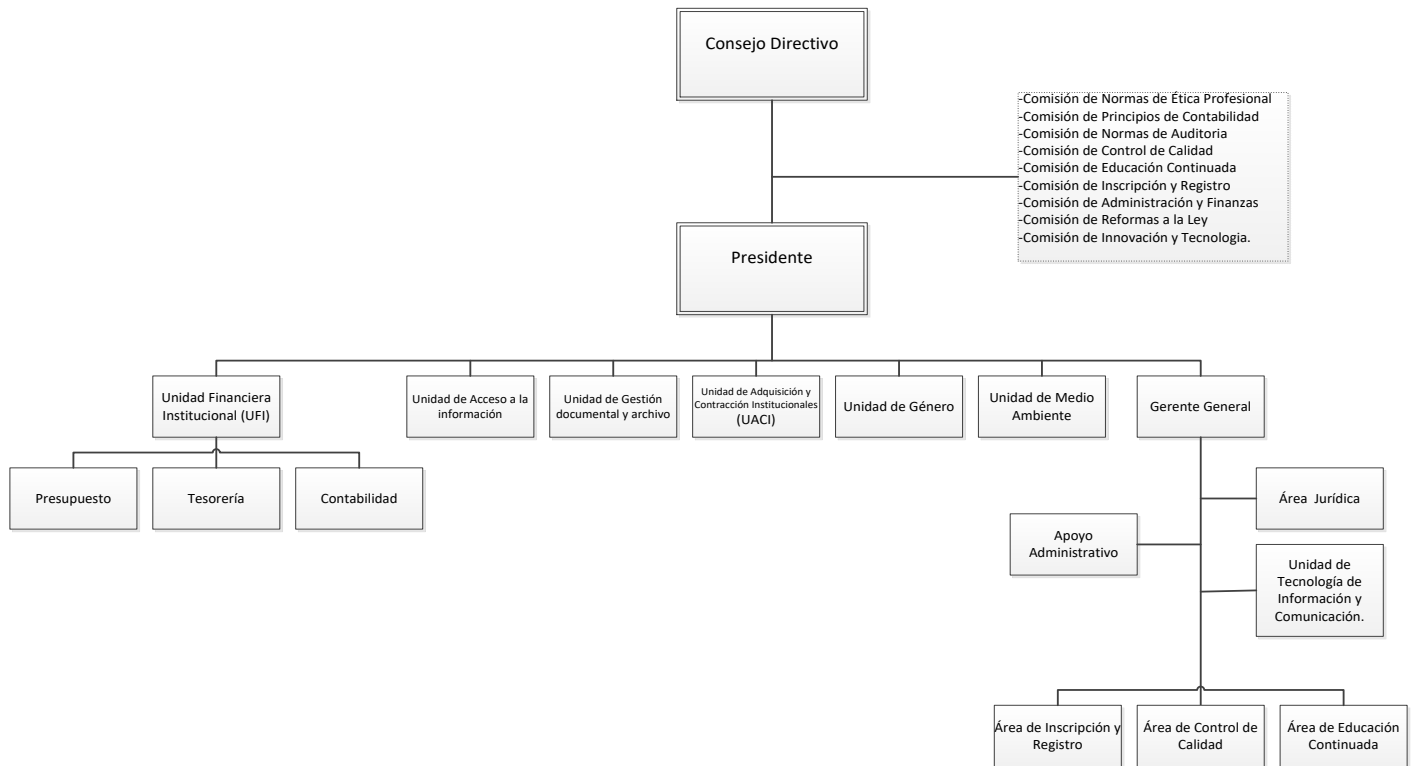 Consejo Directivo
-Comisión de Normas de Ética Profesional
-Comisión de Principios de Contabilidad
-Comisión de Normas de Auditoria
-Comisión de Control de Calidad
-Comisión de Educación Continuada
-Comisión de Inscripción y Registro
-Comisión de Administración y Finanzas
-Comisión de Reformas a la Ley
-Comisión de Innovación y Tecnologia.
Presidente
Unidad Financiera
Institucional (UFI)
Unidad de Acceso a la
información
Unidad de Gestión
documental y archivo
Unidad de Adquisición y
Contracción Institucionales
(UACI)
Unidad de Género
Unidad de Medio
Ambiente
Gerente General
Presupuesto
Tesorería
Contabilidad
Área Jurídica
Apoyo
Administrativo
Unidad de
Tecnología de
Información y
Comunicación.
Área de Inscripción y
Registro
Área de Control de
Calidad
Área de Educación
Continuada